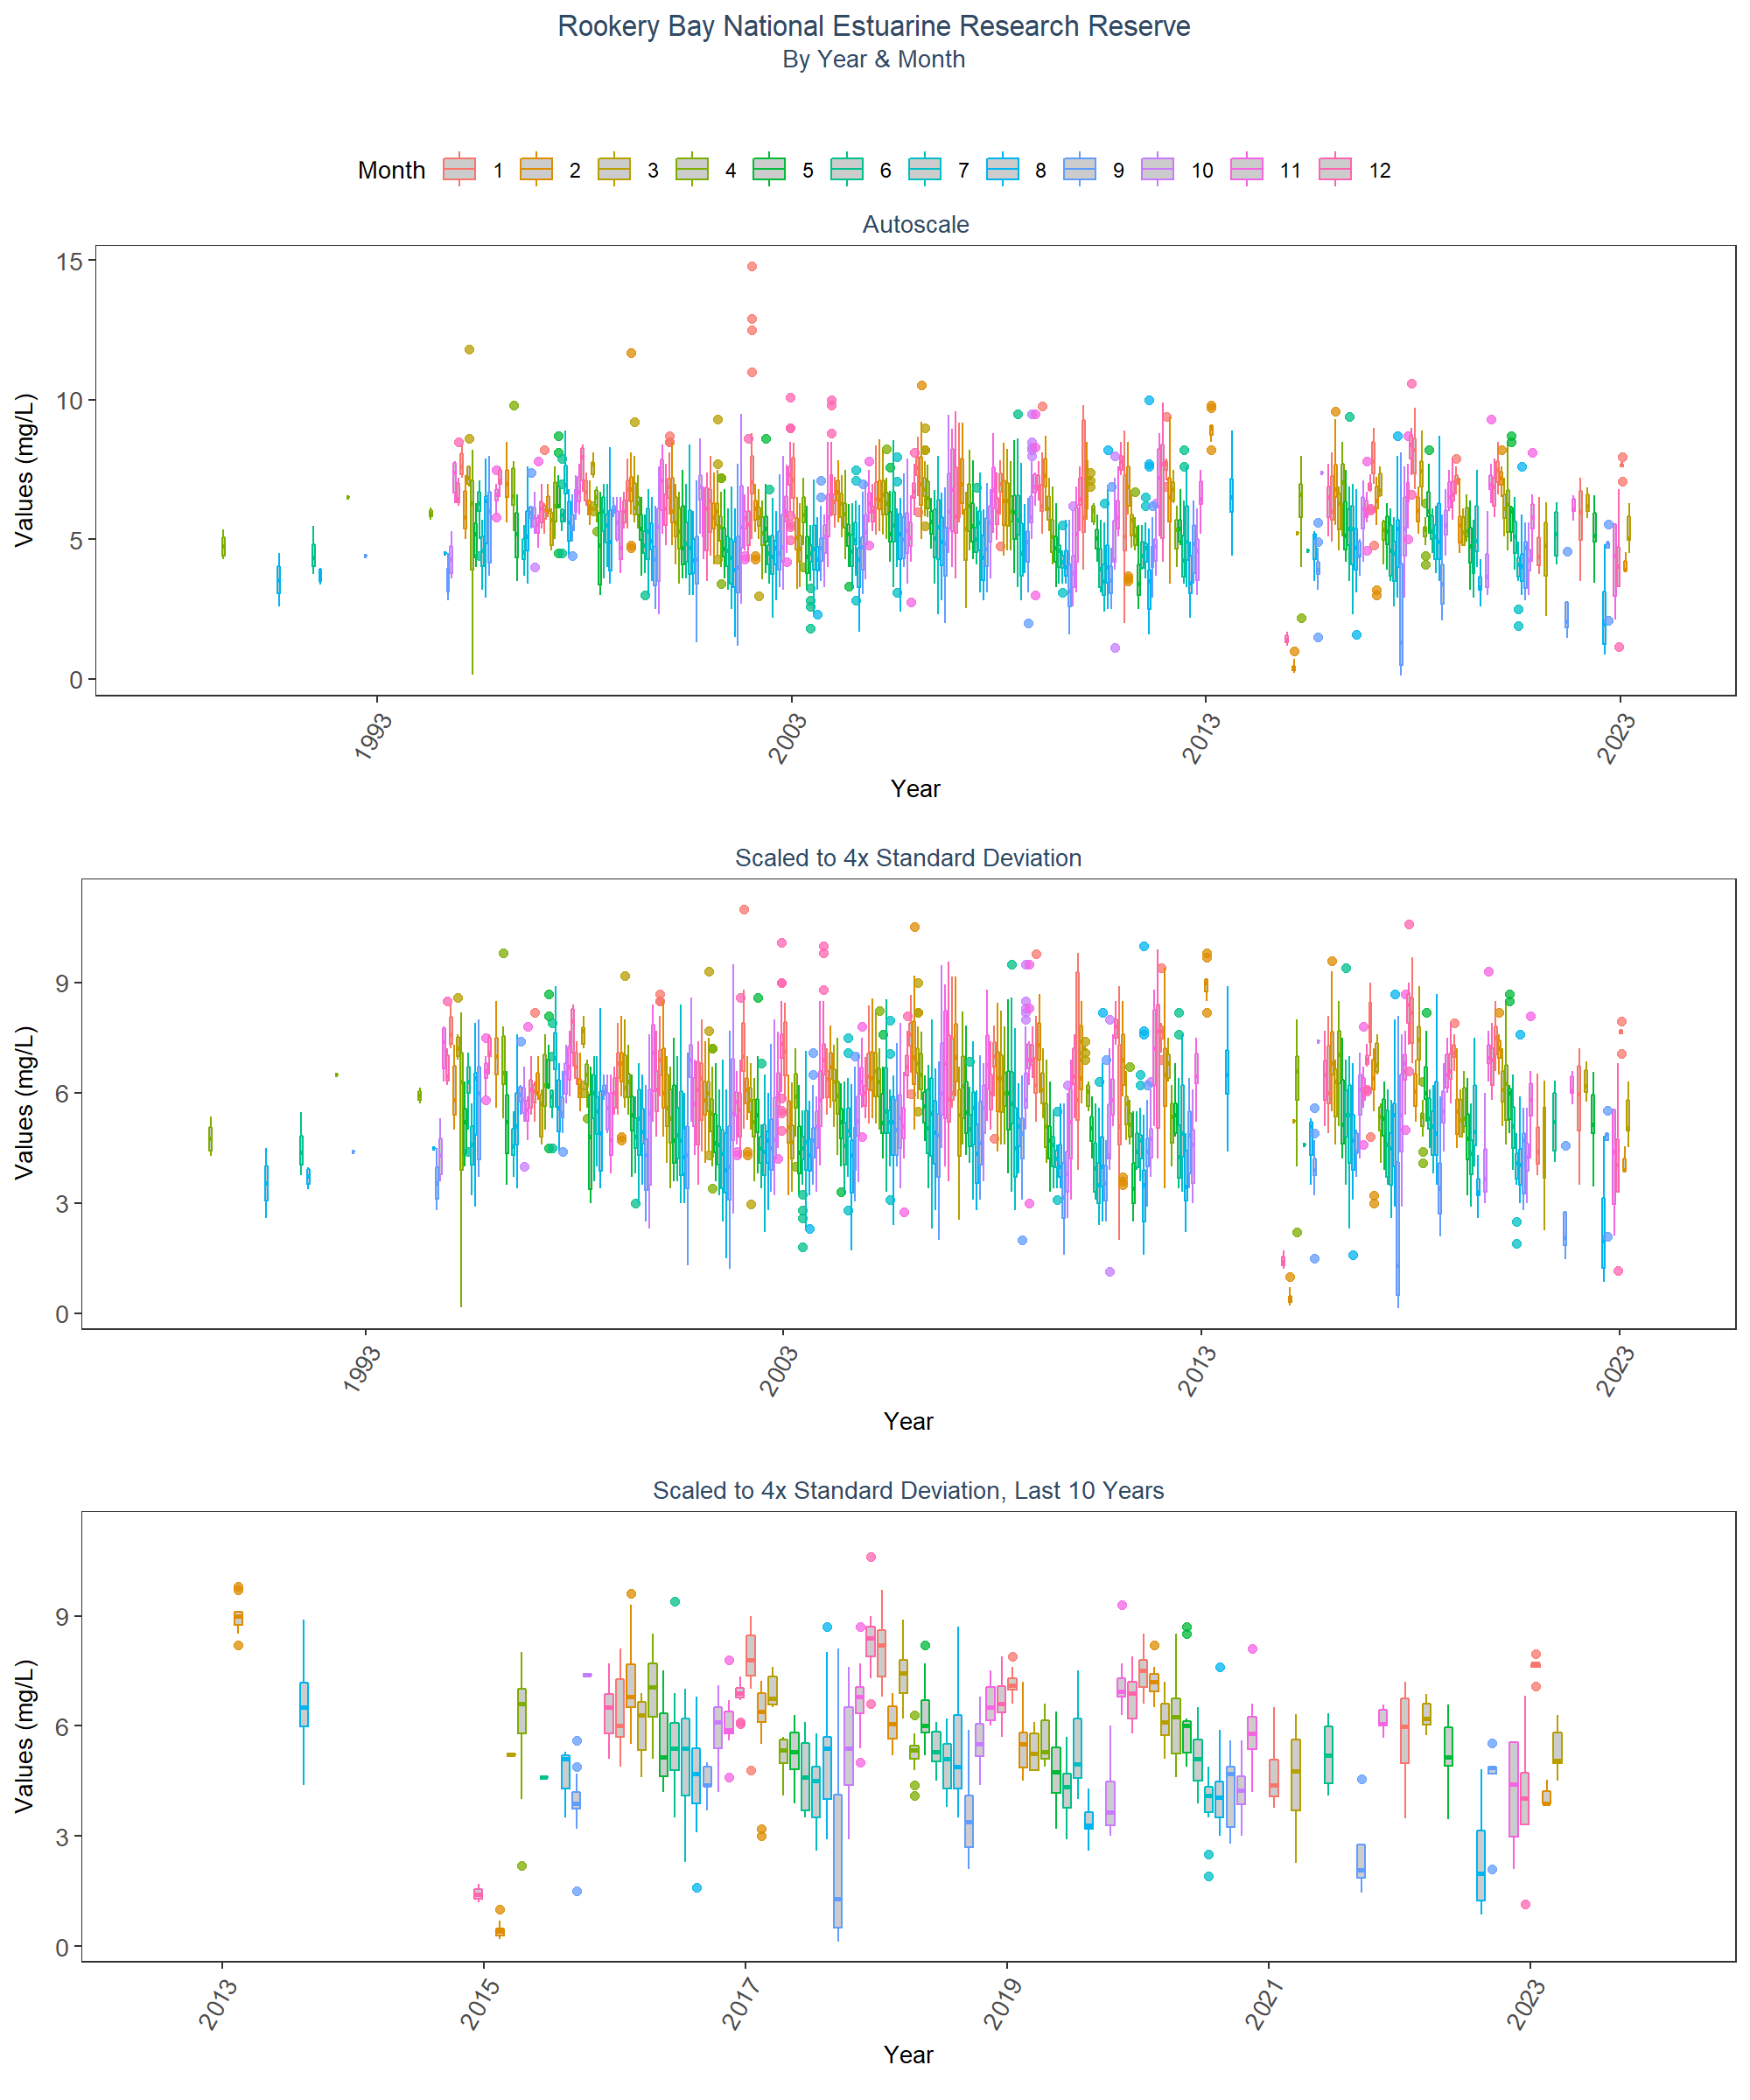 Rookery Bay National Estuarine Research Reserve
By Year & Month
Month 1 2 3 4 5 6 7 8 9 10 11 12
Autoscale
Values (mg/L)
15
10
5
0
1993 2003 2013 2023
Year
Scaled to 4x Standard Deviation
Values (mg/L)
9
6
3
0
1993 2003 2013 2023
Year
Scaled to 4x Standard Deviation, Last 10 Years
Values (mg/L)
9
6
3
0
2013 2015 2017 2019 2021 2023
Year